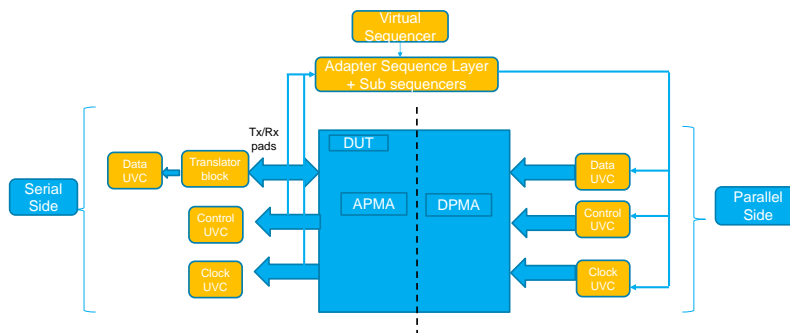 Virtual
Sequencer
Adapter Sequence Layer
+ Sub sequencers
Tx/Rx
pads
DUT
Data
UVC
Translator
block
Data
UVC
Serial
Side
APMA
DPMA
Control
UVC
Control
UVC
Parallel
Side
Clock
UVC
Clock
UVC